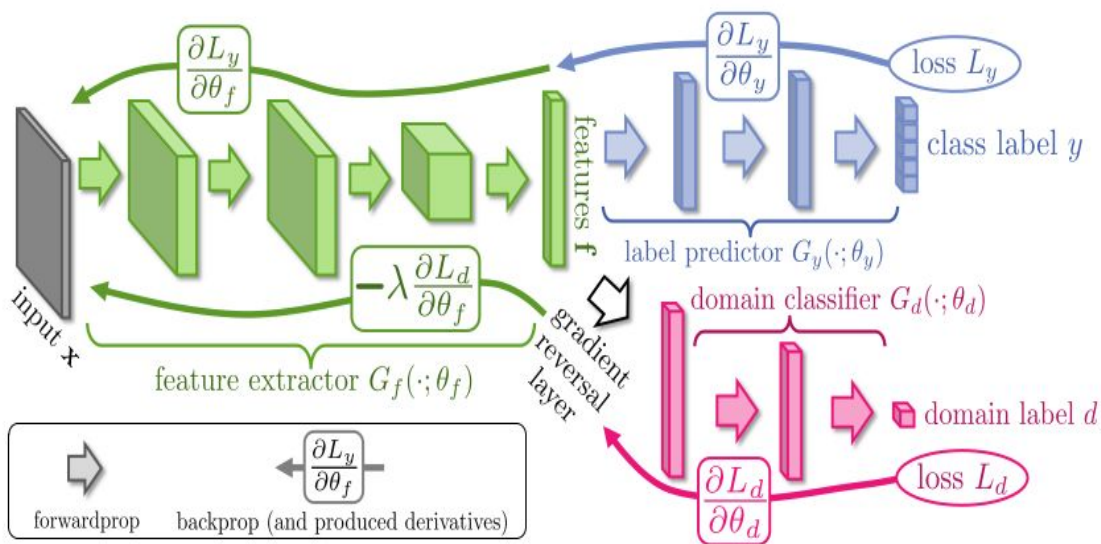 ∂L_y
∂θ_f
∂L_y
∂θ_y
loss L_y
features f
class label y
label predictor G_y(·; θ_y)
input x
−λ ∂L_d
∂θ_f
gradient
reversal
layer
domain classifier G_d(·; θ_d)
feature extractor G_f(·; θ_f)
domain label d
∂L_d
∂θ_d
loss L_d
∂L_y
∂θ_f
forwardprop
backprop (and produced derivatives)